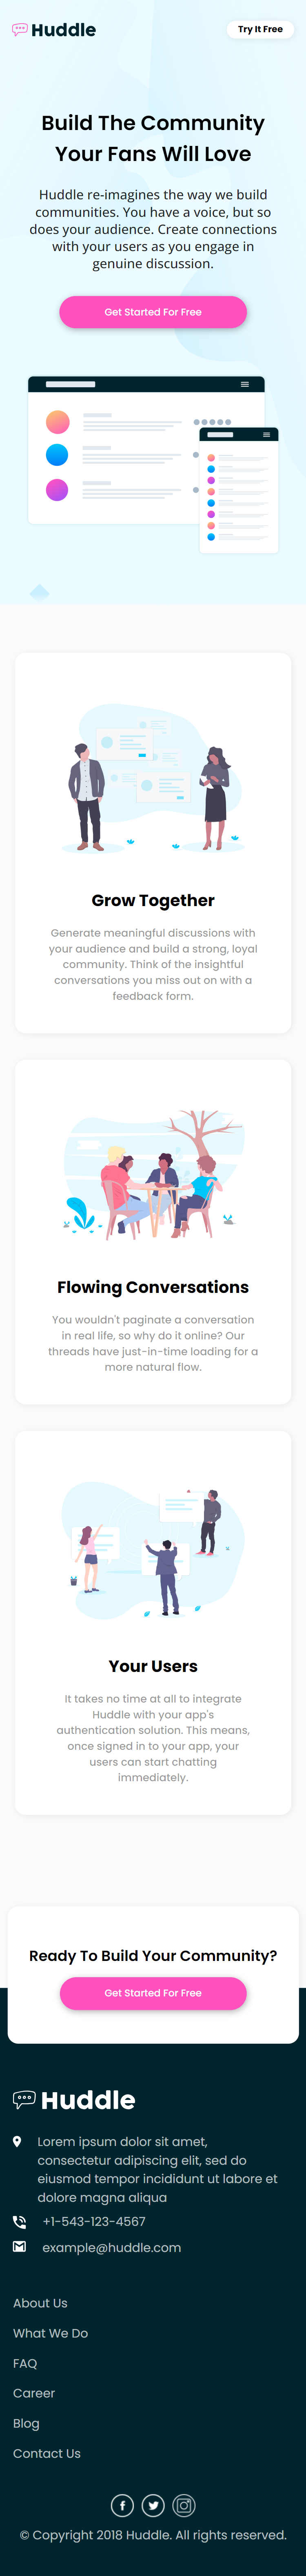 Huddle
Try It Free
Build The Community
Your Fans Will Love
Huddle re-imagines the way we build
communities. You have a voice, but so
does your audience. Create connections
with your users as you engage in
genuine discussion.
Get Started For Free
Grow Together
Generate meaningful discussions with
your audience and build a strong, loyal
community. Think of the insightful
conversations you miss out on with a
feedback form.
Flowing Conversations
You wouldn't paginate a conversation
in real life, so why do it online? Our
threads have just-in-time loading for a
more natural flow.
Your Users
It takes no time at all to integrate
Huddle with your app's
authentication solution. This means,
once signed in to your app, your
users can start chatting
immediately.
Ready To Build Your Community?
Get Started For Free
Huddle
Lorem ipsum dolor sit amet,
consectetur adipiscing elit, sed do
eiusmod tempor incididunt ut labore et
dolore magna aliqua
+1-543-123-4567
example@huddle.com
About Us
What We Do
FAQ
Career
Blog
Contact Us
© Copyright 2018 Huddle. All rights reserved.